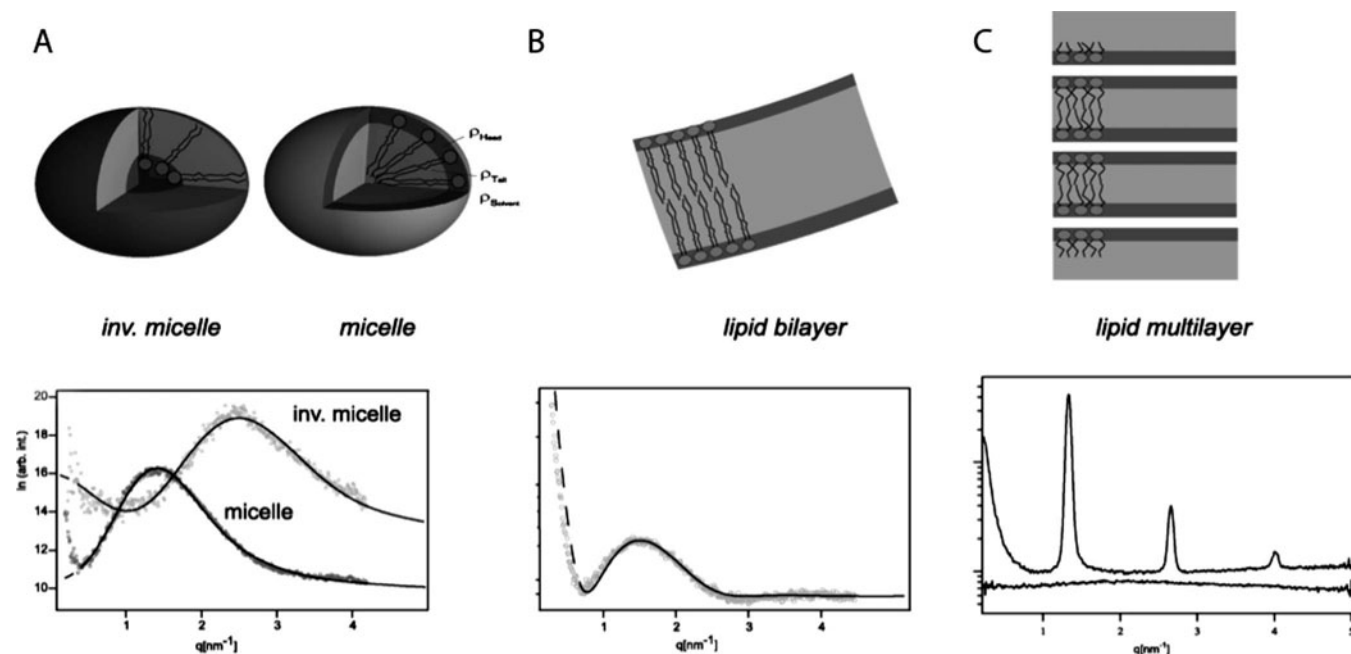 A
B
C
ρHead
ρTail
ρSolvent
inv. micelle
micelle
lipid bilayer
lipid multilayer
ln (arb. int.)
20
18
16
14
12
10
inv. micelle
micelle
1
2
3
4
q[nm⁻¹]
1
2
3
4
q[nm⁻¹]
1
2
3
4
5
q[nm⁻¹]